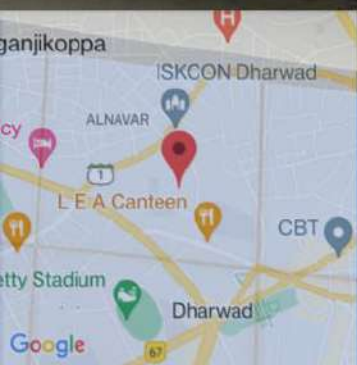 ganjikoppa
H
ISKCON Dharwad
ALNAVAR
cy
1
L E A Canteen
CBT
etty Stadium
Dharwad
Google
67